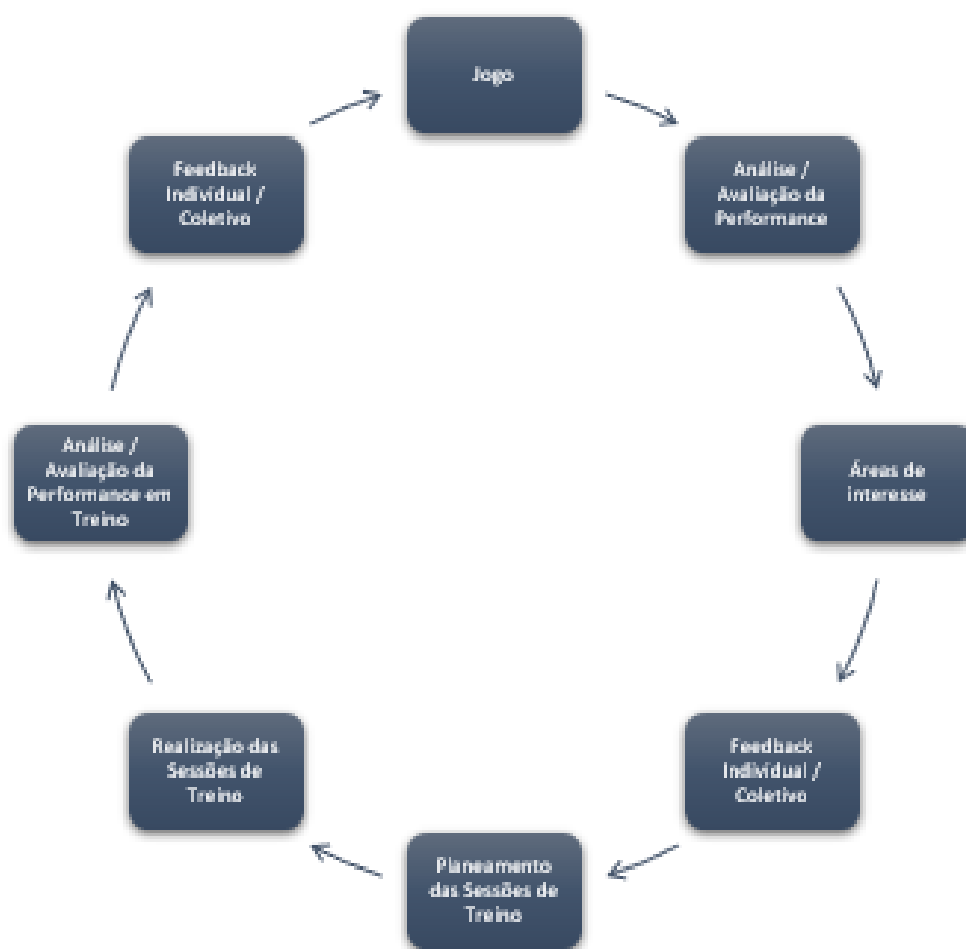 Jogo
Análise /
Avaliação da
Performance
Áreas de
interesse
Feedback
Individual /
Coletivo
Planeamento
das Sessões de
Treino
Realização das
Sessões de
Treino
Análise /
Avaliação da
Performance em
Treino
Feedback
Individual /
Coletivo